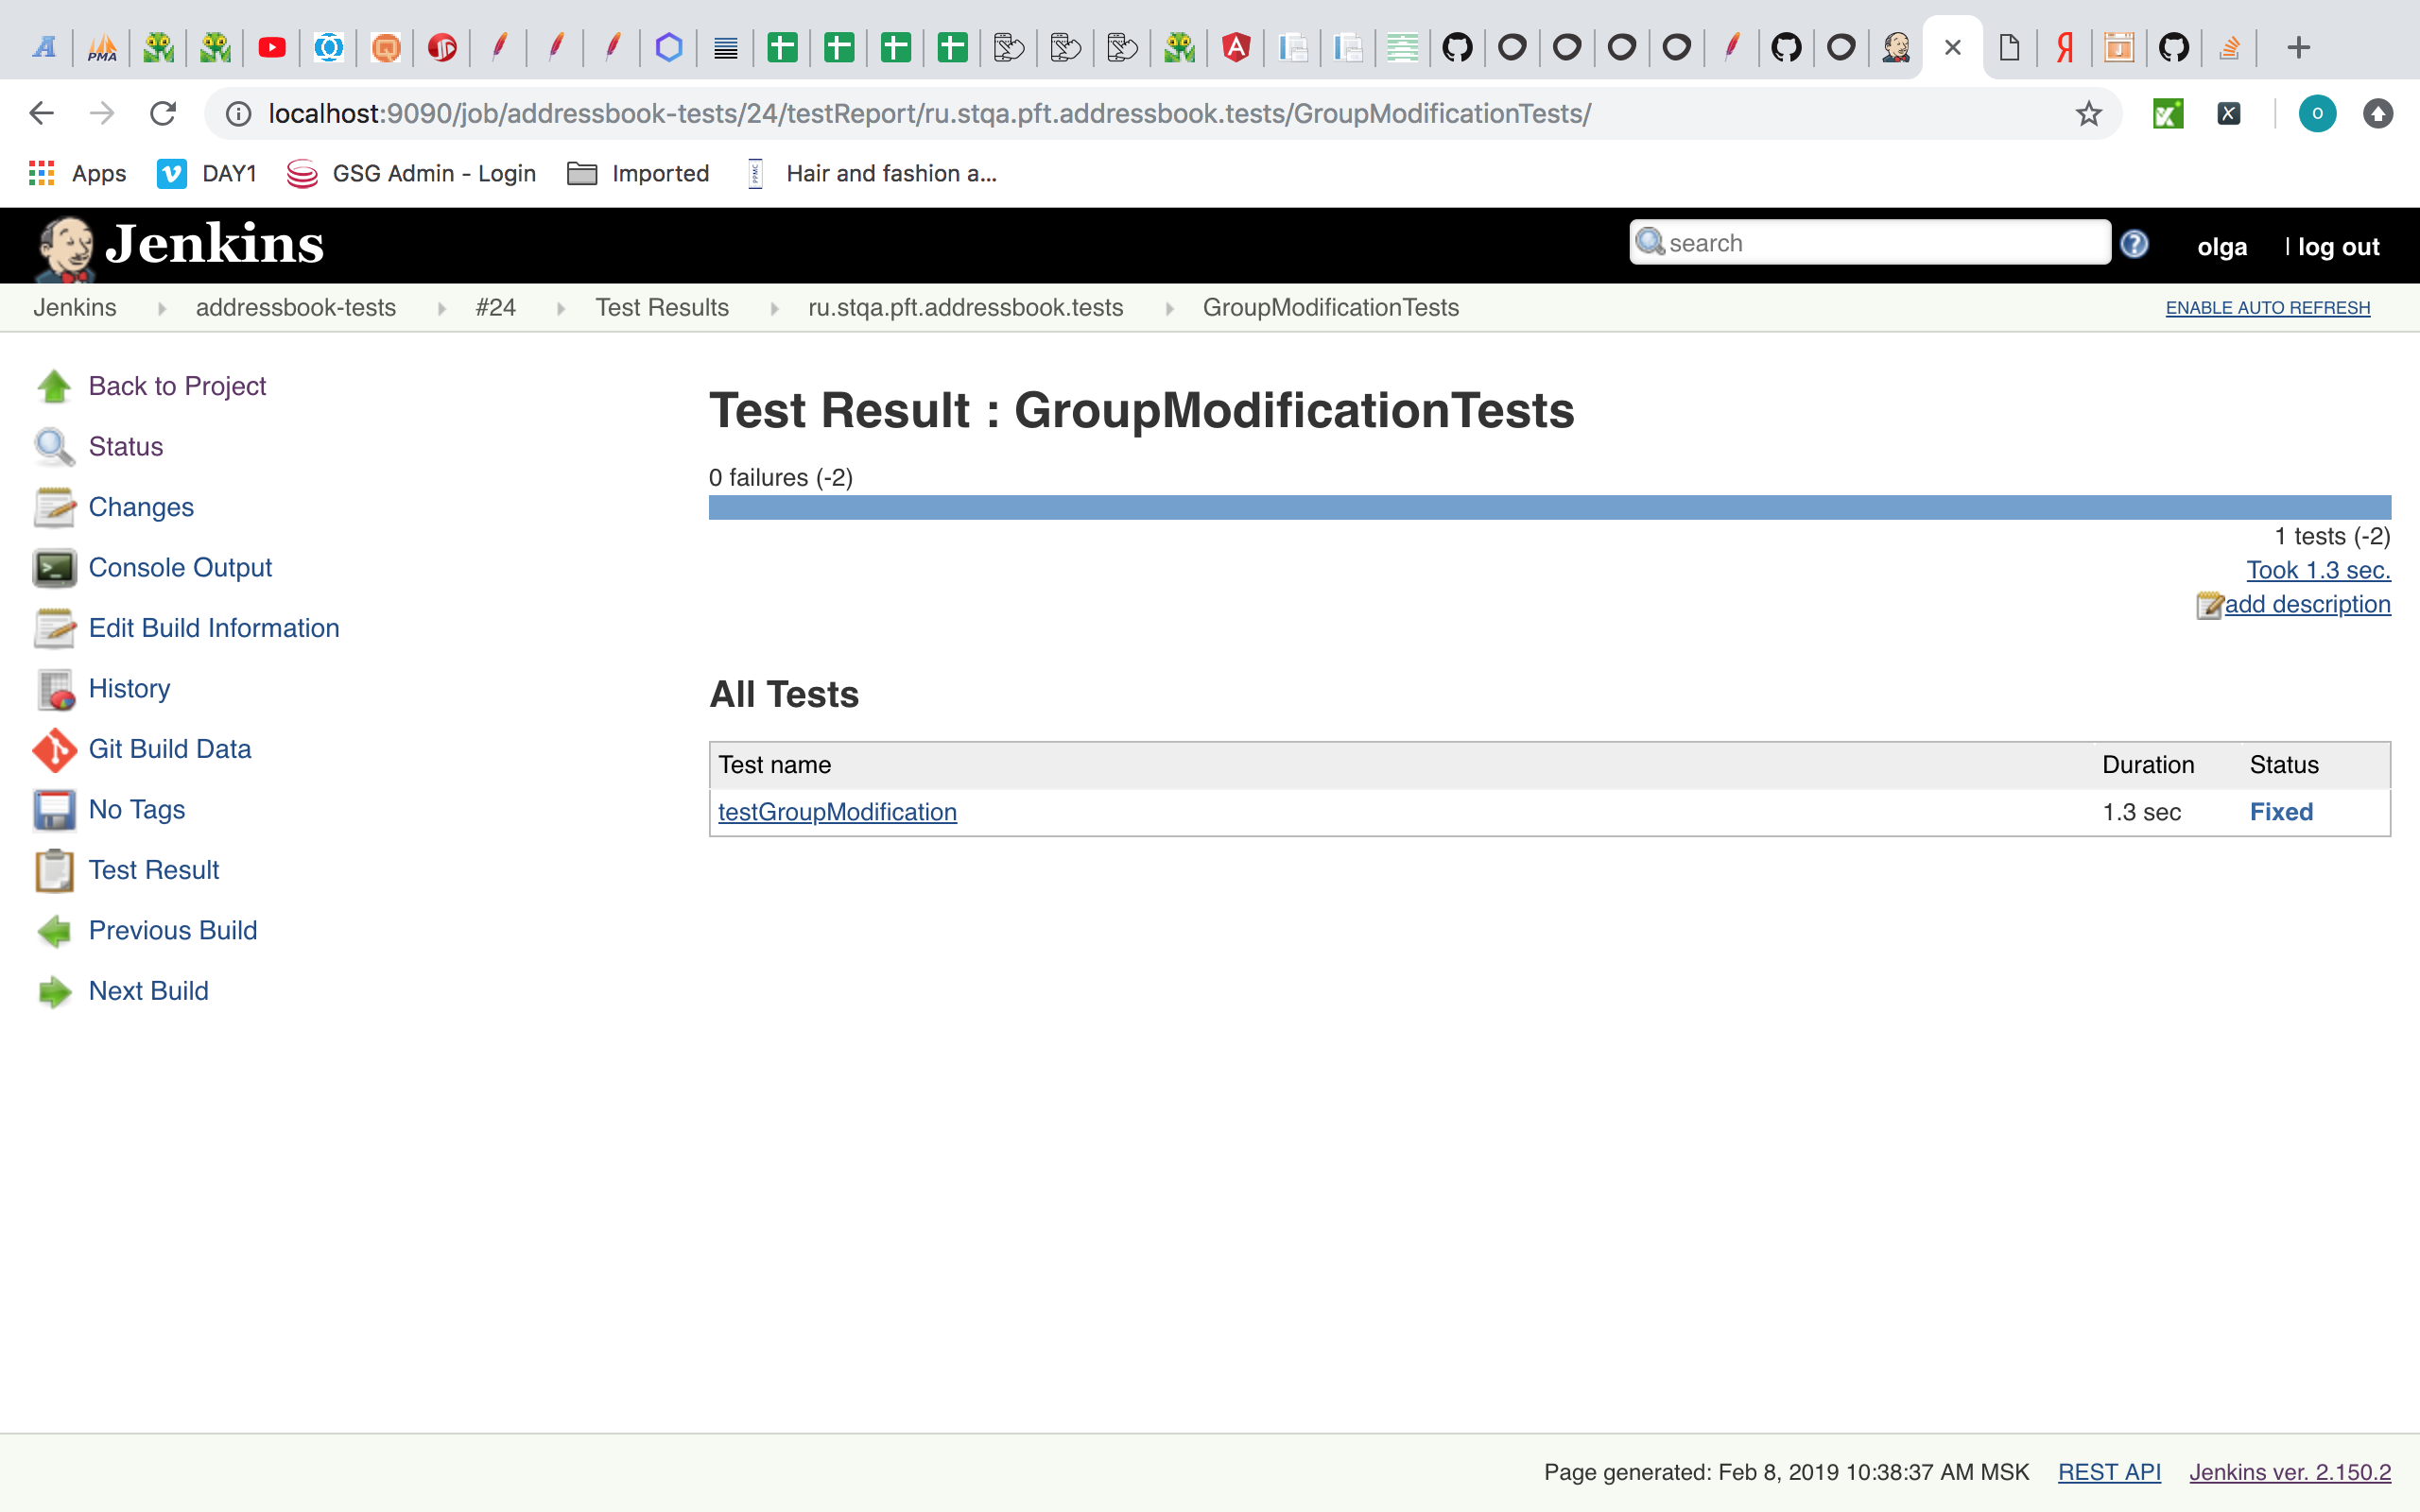 PMA
localhost:9090/job/addressbook-tests/24/testReport/ru.stqa.pft.addressbook.tests/GroupModificationTests/
Apps DAY1 GSG Admin - Login Imported Hair and fashion a...
Jenkins search olga | log out
Jenkins addressbook-tests #24 Test Results ru.stqa.pft.addressbook.tests GroupModificationTests ENABLE AUTO REFRESH
Back to Project
Status
Changes
Console Output
Edit Build Information
History
Git Build Data
No Tags
Test Result
Previous Build
Next Build
Test Result : GroupModificationTests
0 failures (-2)
1 tests (-2)
Took 1.3 sec.
add description
All Tests
Test name Duration Status
testGroupModification 1.3 sec Fixed
Page generated: Feb 8, 2019 10:38:37 AM MSK REST API Jenkins ver. 2.150.2